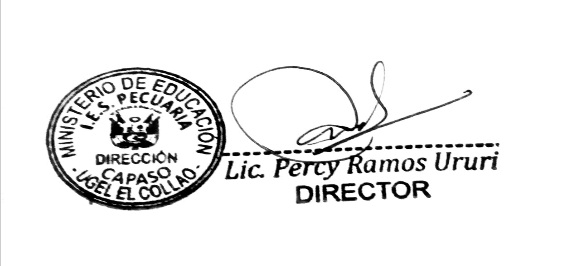 MINISTERIO DE EDUCACIÓN
I.E.S. PECUARIA
DIRECCIÓN
CAPASO
- UGEL EL COLLAO -
Lic. Percy Ramos Ururi
DIRECTOR